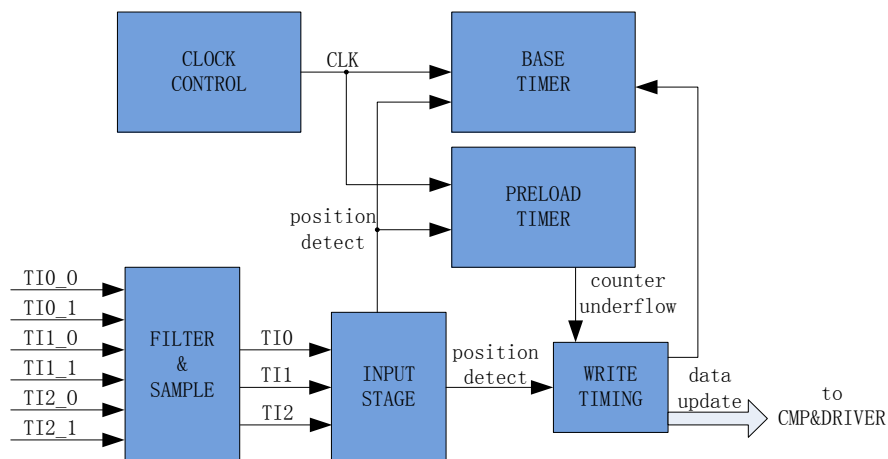 CLOCK
CONTROL
CLK
BASE
TIMER
PRELOAD
TIMER
position
detect
counter
underflow
TI0_0
TI0_1
TI1_0
TI1_1
TI2_0
TI2_1
FILTER
&
SAMPLE
TI0
TI1
TI2
INPUT
STAGE
position
detect
WRITE
TIMING
data
update
to
CMP&DRIVER